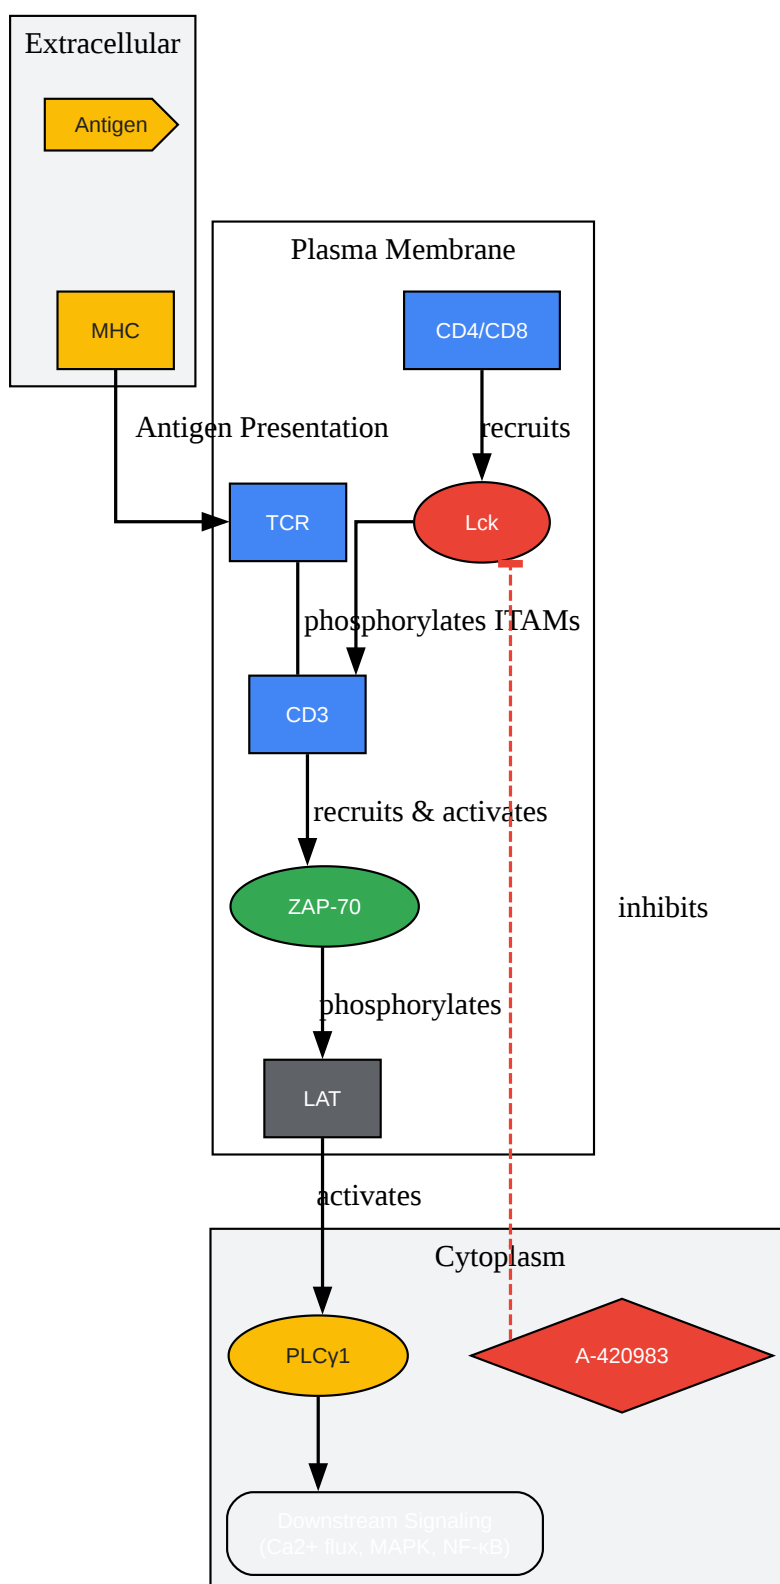 Extracellular
Antigen
Plasma Membrane
MHC
CD4/CD8
Antigen Presentation
recruits
TCR
Lck
phosphorylates ITAMs
CD3
recruits & activates
ZAP-70
inhibits
phosphorylates
LAT
activates
Cytoplasm
PLCγ1
A-420983
Downstream Signaling
(Ca2+ flux, MAPK, NF-κB)